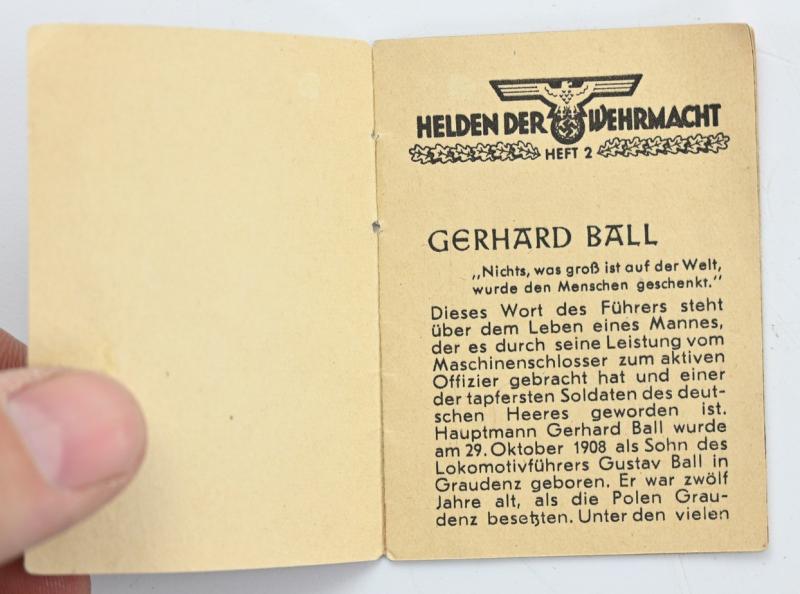 HELDEN DER WEHRMACHT
HEFT 2
GERHARD BALL
„Nichts, was groß ist auf der Welt,
wurde den Menschen geschenkt.“
Dieses Wort des Führers steht
über dem Leben eines Mannes,
der es durch seine Leistung vom
Maschinenschlosser zum aktiven
Offizier gebracht hat und einer
der tapfersten Soldaten des deut-
schen Heeres geworden ist.
Hauptmann Gerhard Ball wurde
am 29. Oktober 1908 als Sohn des
Lokomotivführers Gustav Ball in
Graudenz geboren. Er war zwölf
Jahre alt, als die Polen Grau-
denz besetzten. Unter den vielen